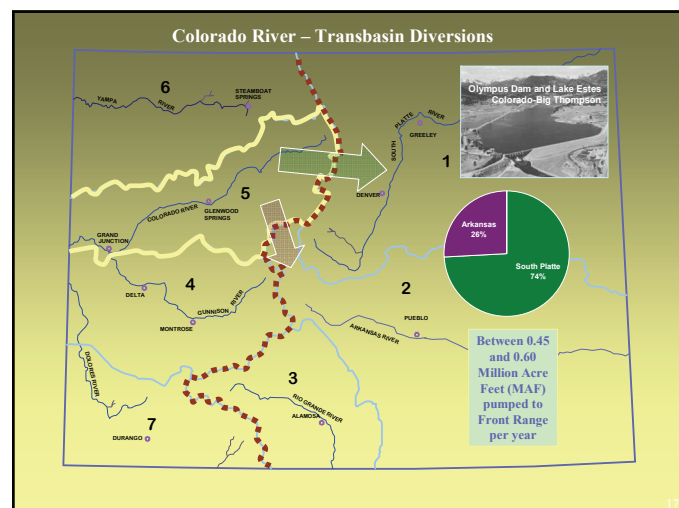 Colorado River – Transbasin Diversions
6
YAMPA
RIVER
STEAMBOAT
SPRINGS
Olympus Dam and Lake Estes
Colorado-Big Thompson
SOUTH
PLATTE
RIVER
GREELEY
1
5
DENVER
COLORADO RIVER
GLENWOOD
SPRINGS
Arkansas
26%
South Platte
74%
GRAND
JUNCTION
4
DELTA
GUNNISON
RIVER
MONTROSE
2
PUEBLO
ARKANSAS RIVER
Between 0.45
and 0.60
Million Acre
Feet (MAF)
pumped to
Front Range
per year
DOLORES RIVER
3
RIO GRANDE RIVER
ALAMOSA
7
DURANGO
17